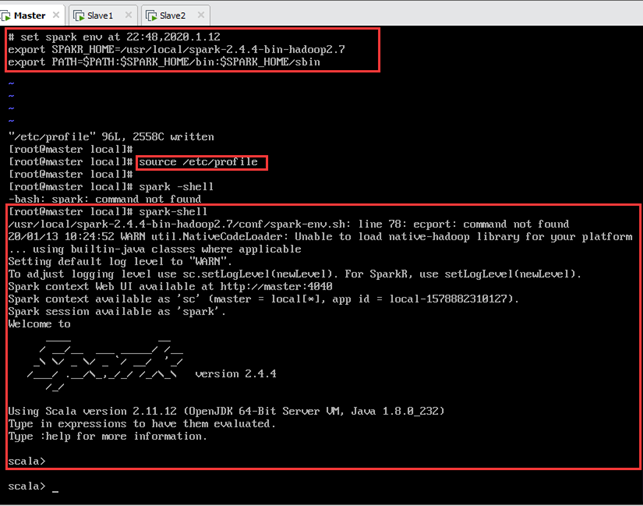 Master Slave1 Slave2
# set spark env at 22:48,2020.1.12
export SPAKR_HOME=/usr/local/spark-2.4.4-bin-hadoop2.7
export PATH=$PATH:$SPARK_HOME/bin:$SPARK_HOME/sbin
~
~
~
~
"/etc/profile" 96L, 2558C written
[root@master local]#
[root@master local]# source /etc/profile
[root@master local]#
[root@master local]# spark -shell
-bash: spark: command not found
[root@master local]# spark-shell
/usr/local/spark-2.4.4-bin-hadoop2.7/conf/spark-env.sh: line 78: ecport: command not found
20/01/13 10:24:52 WARN util.NativeCodeLoader: Unable to load native-hadoop library for your platform
... using builtin-java classes where applicable
Setting default log level to "WARN".
To adjust logging level use sc.setLogLevel(newLevel). For SparkR, use setLogLevel(newLevel).
Spark context Web UI available at http://master:4040
Spark context available as 'sc' (master = local[*], app id = local-1578882310127).
Spark session available as 'spark'.
Welcome to
Spark version 2.4.4
Using Scala version 2.11.12 (OpenJDK 64-Bit Server VM, Java 1.8.0_232)
Type in expressions to have them evaluated.
Type :help for more information.
scala>
scala> _